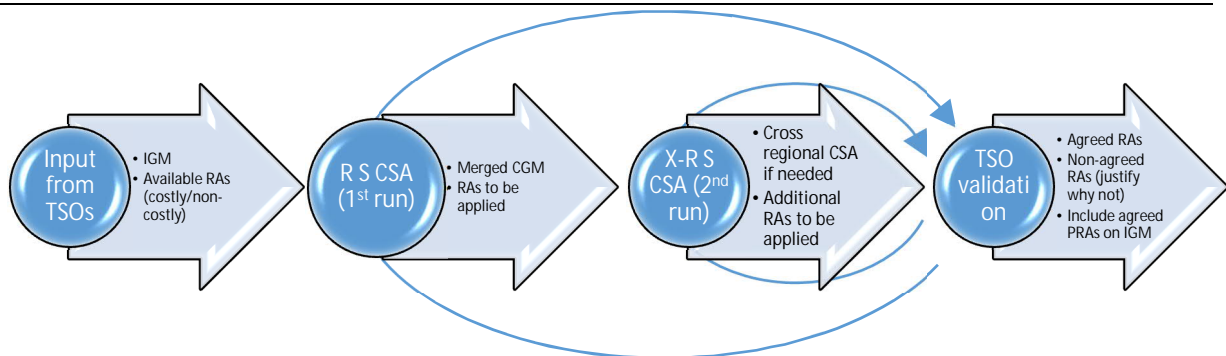 Input
from
TSOs
• IGM
• Available RAs
(costly/non-
costly)
R S CSA
(1st run)
• Merged CGM
• RAs to be
applied
X-R S
CSA (2nd
run)
• Cross
regional CSA
if needed
• Additional
RAs to be
applied
TSO
validati
on
• Agreed RAs
• Non-agreed
RAs (justify
why not)
• Include agreed
PRAs on IGM